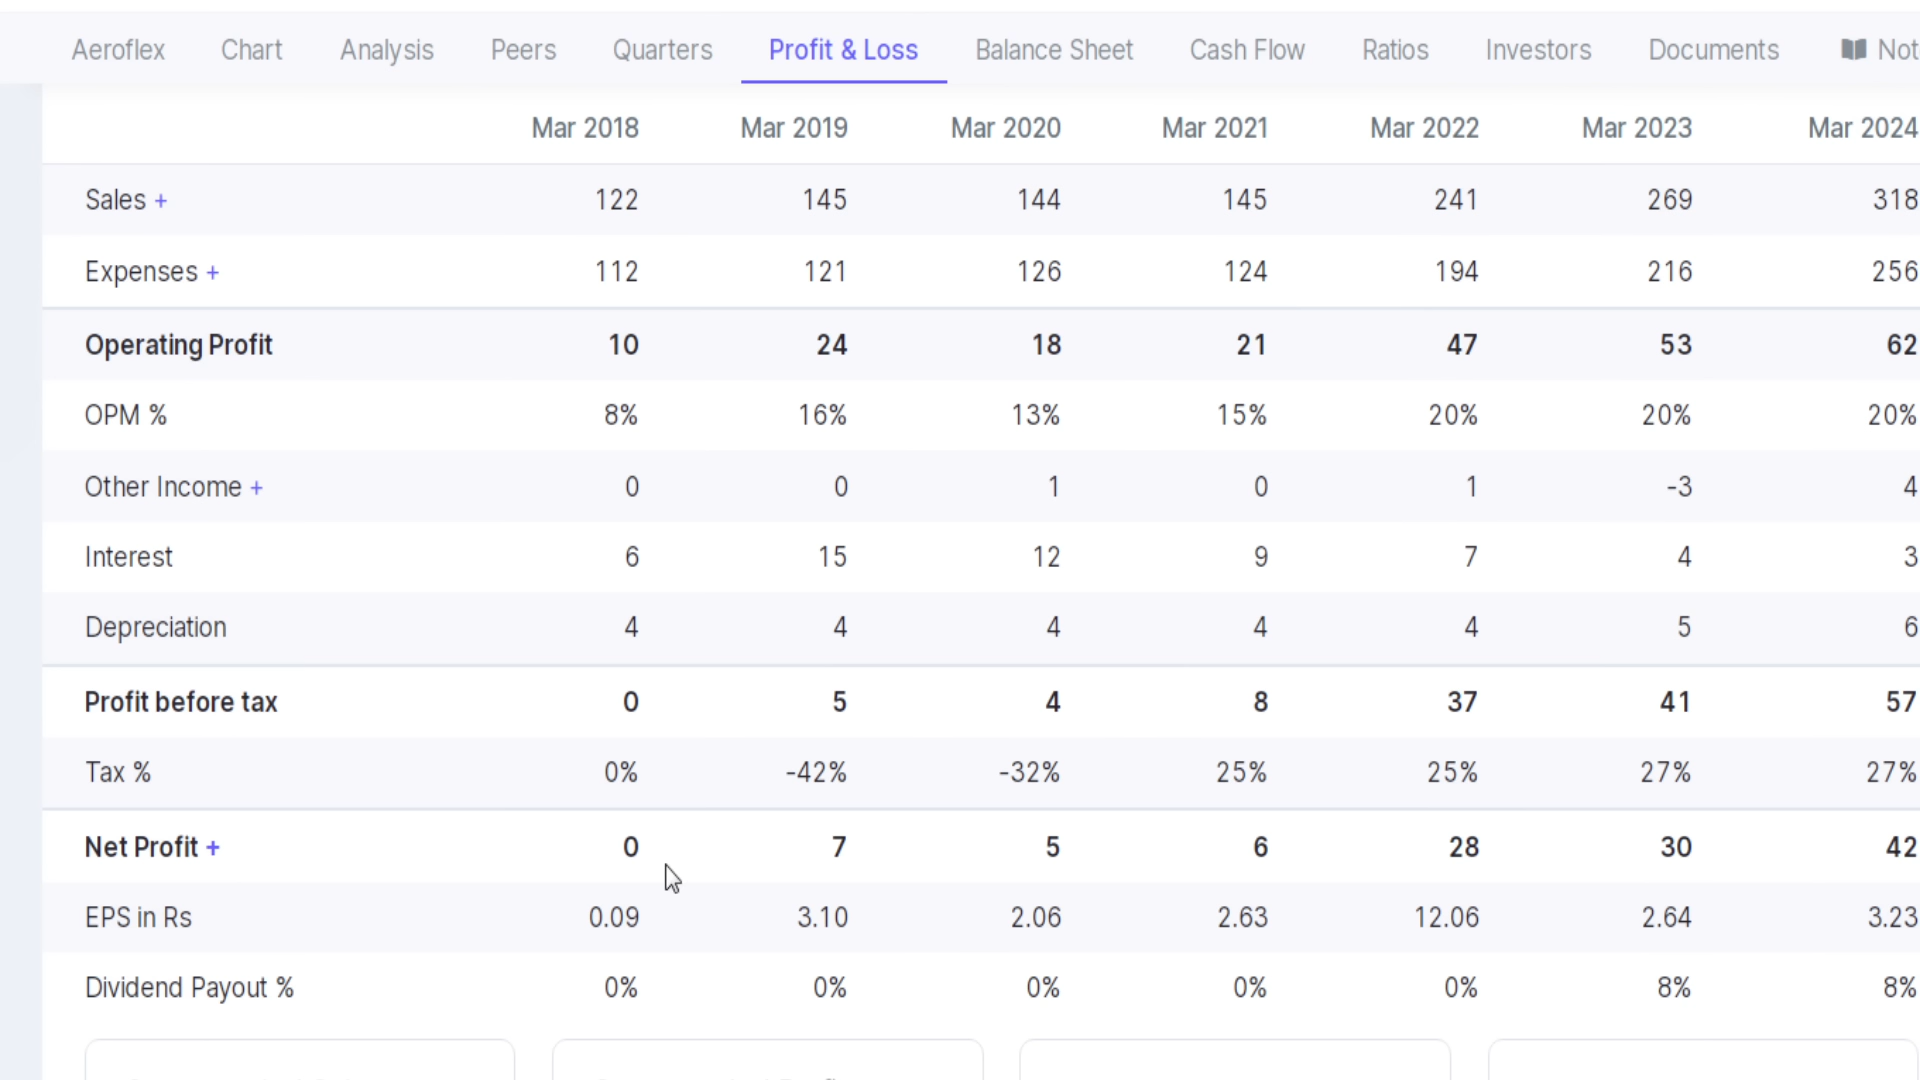 Aeroflex Chart Analysis Peers Quarters Profit & Loss Balance Sheet Cash Flow Ratios Investors Documents Not
Mar 2018 Mar 2019 Mar 2020 Mar 2021 Mar 2022 Mar 2023 Mar 2024
Sales + 122 145 144 145 241 269 318
Expenses + 112 121 126 124 194 216 256
Operating Profit 10 24 18 21 47 53 62
OPM % 8% 16% 13% 15% 20% 20% 20%
Other Income + 0 0 1 0 1 -3 4
Interest 6 15 12 9 7 4 3
Depreciation 4 4 4 4 4 5 6
Profit before tax 0 5 4 8 37 41 57
Tax % 0% -42% -32% 25% 25% 27% 27%
Net Profit + 0 7 5 6 28 30 42
EPS in Rs 0.09 3.10 2.06 2.63 12.06 2.64 3.23
Dividend Payout % 0% 0% 0% 0% 0% 8% 8%